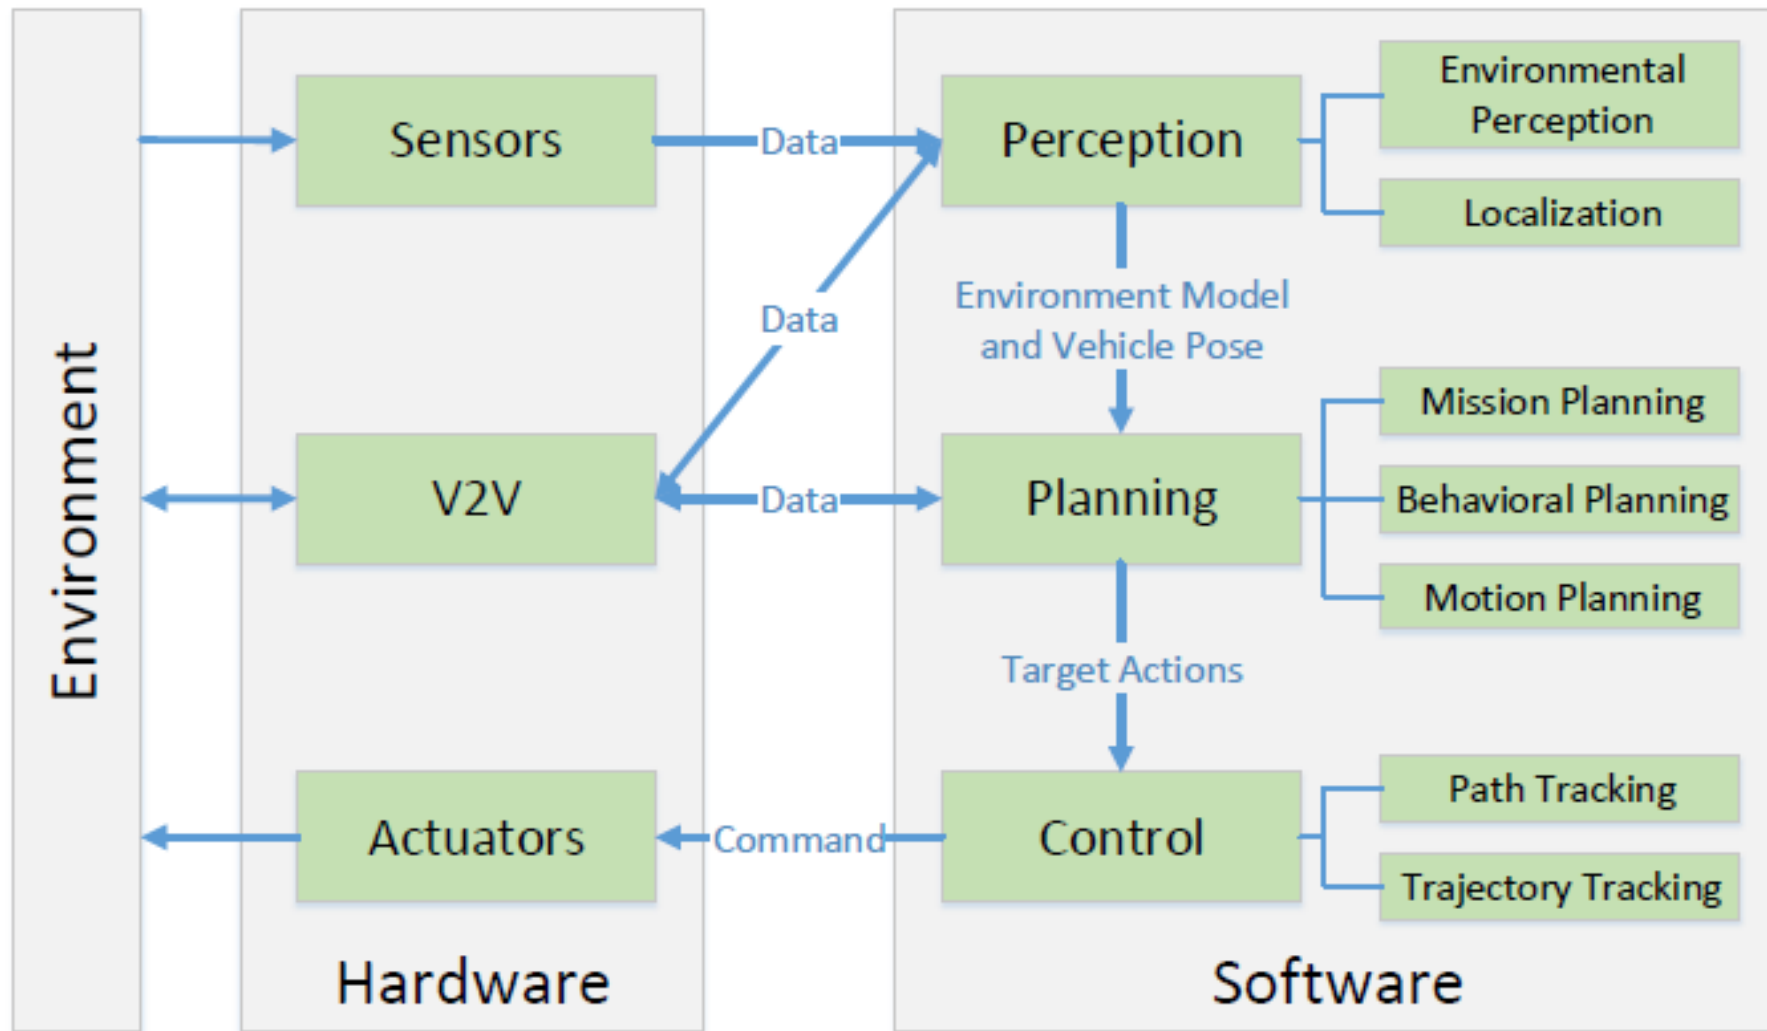 Environment
Sensors
V2V
Actuators
Hardware
Data
Data
Data
Command
Perception
Environment Model
and Vehicle Pose
Planning
Target Actions
Control
Environmental
Perception
Localization
Mission Planning
Behavioral Planning
Motion Planning
Path Tracking
Trajectory Tracking
Software